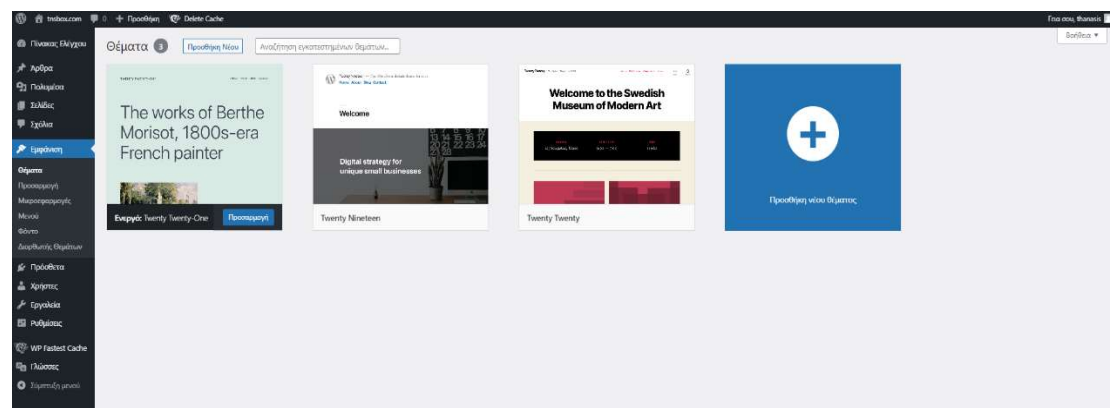 tnsbox.com 0 + Προσθήκη Delete Cache
Γεια σου, thanasis
Πίνακας Ελέγχου
Άρθρα
Πολυμέσα
Σελίδες
Σχόλια
Εμφάνιση
Θέματα
Προσαρμογή
Μικροεφαρμογές
Μενού
Φόντο
Διορθωτής Θεμάτων
Πρόσθετα
Χρήστες
Εργαλεία
Ρυθμίσεις
WP Fastest Cache
Γλώσσες
Σύμπτυξη μενού
Θέματα 3 Προσθήκη Νέου Αναζήτηση εγκατεστημένων θεμάτων...
Βοήθεια
The works of Berthe
Morisot, 1800s-era
French painter
Ενεργό: Twenty Twenty-One Προσαρμογή
Welcome
Digital strategy for
unique small businesses
Twenty Nineteen
Welcome to the Swedish
Museum of Modern Art
Twenty Twenty
Προσθήκη νέου θέματος